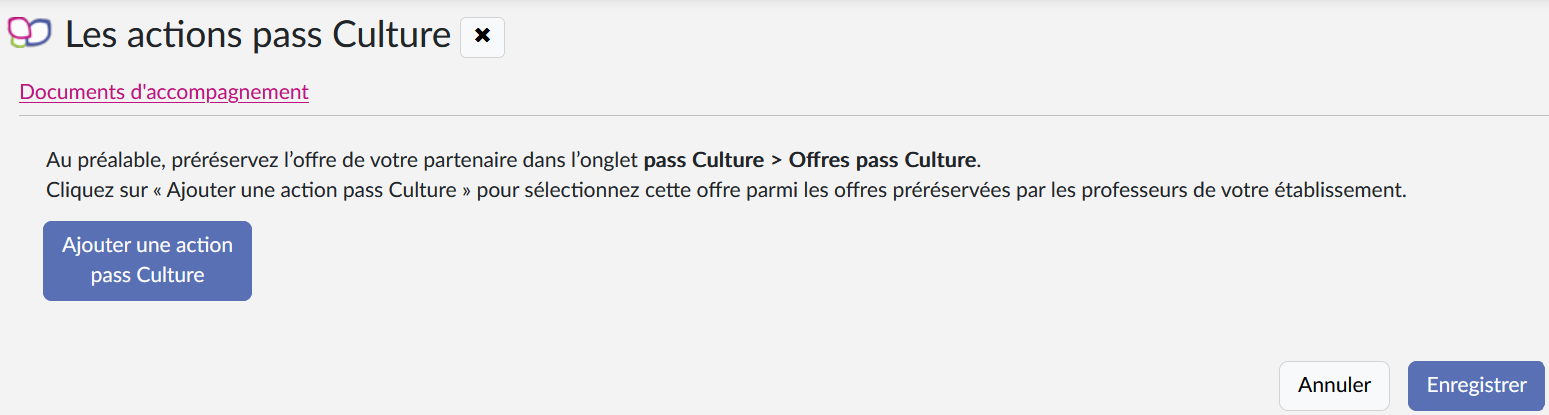 Les actions pass Culture
Documents d'accompagnement
Au préalable, préréservez l’offre de votre partenaire dans l’onglet pass Culture > Offres pass Culture.
Cliquez sur « Ajouter une action pass Culture » pour sélectionnez cette offre parmi les offres préréservées par les professeurs de votre établissement.
Ajouter une action
pass Culture
Annuler
Enregistrer